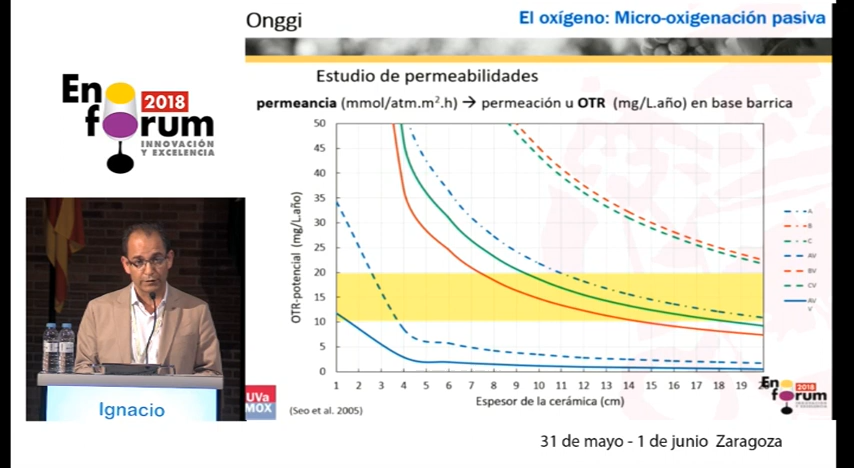 Onggi
El oxígeno: Micro-oxigenación pasiva
Enoforum
2018
INNOVACIÓN
Y EXCELENCIA
Estudio de permeabilidades
permeancia (mmol/atm.m².h) → permeación u OTR (mg/L.año) en base barrica
OTR-potencial (mg/L.año)
50
45
40
35
30
25
20
15
10
5
0
1 2 3 4 5 6 7 8 9 10 11 12 13 14 15 16 17 18 19
Espesor de la cerámica (cm)
A
B
C
AV
BV
CV
AV
V
Ignacio
UVa
MOX
(Seo et al. 2005)
Enoforum
2018
31 de mayo - 1 de junio Zaragoza